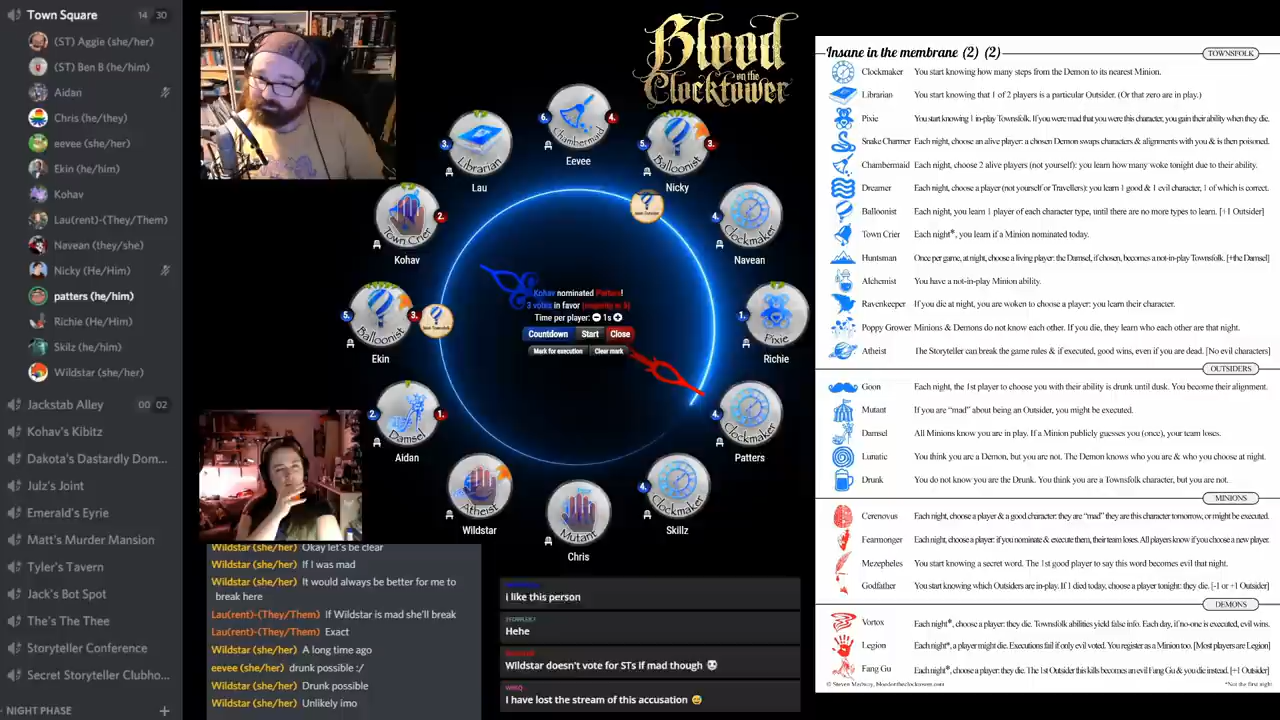 Town Square 14 30
(ST) Aggie (she/her)
(ST) Ben B (he/him)
Aidan
Chris (he/they)
eevee (she/her)
Ekin (she/her)
Kohav
Lau(rent)-(They/Them)
Navean (they/she)
Nicky (He/Him)
patters (he/him)
Richie (He/Him)
Skilz (he/him)
Wildstar (she/her)
Jackstab Alley 00 02
Kohav's Kibitz
Dakota's Dastardly Dom...
Julz's Joint
Emerald's Eyrie
Matt's Murder Mansion
Tyler's Tavern
Jack's Spot
The's The Thee
Storyteller Conference
Secret Superior Clubho...
NIGHT PHASE
Blood
on the
Clocktower
6. Chambermaid 4.
Eevee
3. Librarian
Lau
5. Balloonist 3.
Nicky
Town Crier 2.
Kohav
4. Clockmaker
Navean
5. Balloonist 3.
Ekin
1. Pixie
Richie
2. Damsel 1.
Aidan
4. Clockmaker
Patters
Atheist
Wildstar
Mutant
Chris
4. Clockmaker
Skillz
Kohav nominated Patters!
3 votes in favor (majority is 5)
Time per player: 1s
Countdown Start Close
Mark for execution Clear mark
Wildstar (she/her) Okay let's be clear
Wildstar (she/her) If I was mad
Wildstar (she/her) It would always be better for me to
break here
Lau(rent)-(They/Them) If Wildstar is mad she'll break
Lau(rent)-(They/Them) Exact
Wildstar (she/her) A long time ago
eevee (she/her) drunk possible :/
Wildstar (she/her) Drunk possible
Wildstar (she/her) Unlikely imo
i like this person
Hehe
Wildstar doesn't vote for STs if mad though
I have lost the stream of this accusation
Insane in the membrane (2) (2)
TOWNSFOLK
Clockmaker You start knowing how many steps from the Demon to its nearest Minion.
Librarian You start knowing that 1 of 2 players is a particular Outsider. (Or that zero are in play.)
Pixie You start knowing 1 in-play Townsfolk. If you were mad that you were this character, you gain their ability when they die.
Snake Charmer Each night, choose an alive player: a chosen Demon swaps characters & alignments with you & is then poisoned.
Chambermaid Each night, choose 2 alive players (not yourself): you learn how many woke tonight due to their ability.
Dreamer Each night, choose a player (not yourself or Travellers): you learn 1 good & 1 evil character, 1 of which is correct.
Balloonist Each night, you learn 1 player of each character type, until there are no more types to learn. [+1 Outsider]
Town Crier Each night*, you learn if a Minion nominated today.
Huntsman Once per game, at night, choose a living player: the Damsel, if chosen, becomes a not-in-play Townsfolk. [+the Damsel]
Alchemist You have a not-in-play Minion ability.
Ravenkeeper If you die at night, you are woken to choose a player: you learn their character.
Poppy Grower Minions & Demons do not know each other. If you die, they learn who each other are that night.
Atheist The Storyteller can break the game rules & if executed, good wins, even if you are dead. [No evil characters]
OUTSIDERS
Goon Each night, the 1st player to choose you with their ability is drunk until dusk. You become their alignment.
Mutant If you are "mad" about being an Outsider, you might be executed.
Damsel All Minions know you are in play. If a Minion publicly guesses you (once), your team loses.
Lunatic You think you are a Demon, but you are not. The Demon knows who you are & who you choose at night.
Drunk You do not know you are the Drunk. You think you are a Townsfolk character, but you are not.
MINIONS
Cerenovus Each night, choose a player & a good character: they are "mad" they are this character tomorrow, or might be executed.
Fearmonger Each night, choose a player: if you nominate & execute them, their team loses. All players know if you choose a new player.
Mezepheles You start knowing a secret word. The 1st good player to say this word becomes evil that night.
Godfather You start knowing which Outsiders are in-play. If 1 died today, choose a player tonight: they die. [-1 or +1 Outsider]
DEMONS
Vortox Each night*, choose a player: they die. Townsfolk abilities yield false info. Each day, if no-one is executed, evil wins.
Legion Each night*, a player might die. Executions fail if only evil voted. You register as a Minion too. [Most players are Legion]
Fang Gu Each night*, choose a player: they die. The 1st Outsider this kills becomes an evil Fang Gu & you die instead. [+1 Outsider]
© Steven Medway, bloodontheclocktower.com *Not the first night